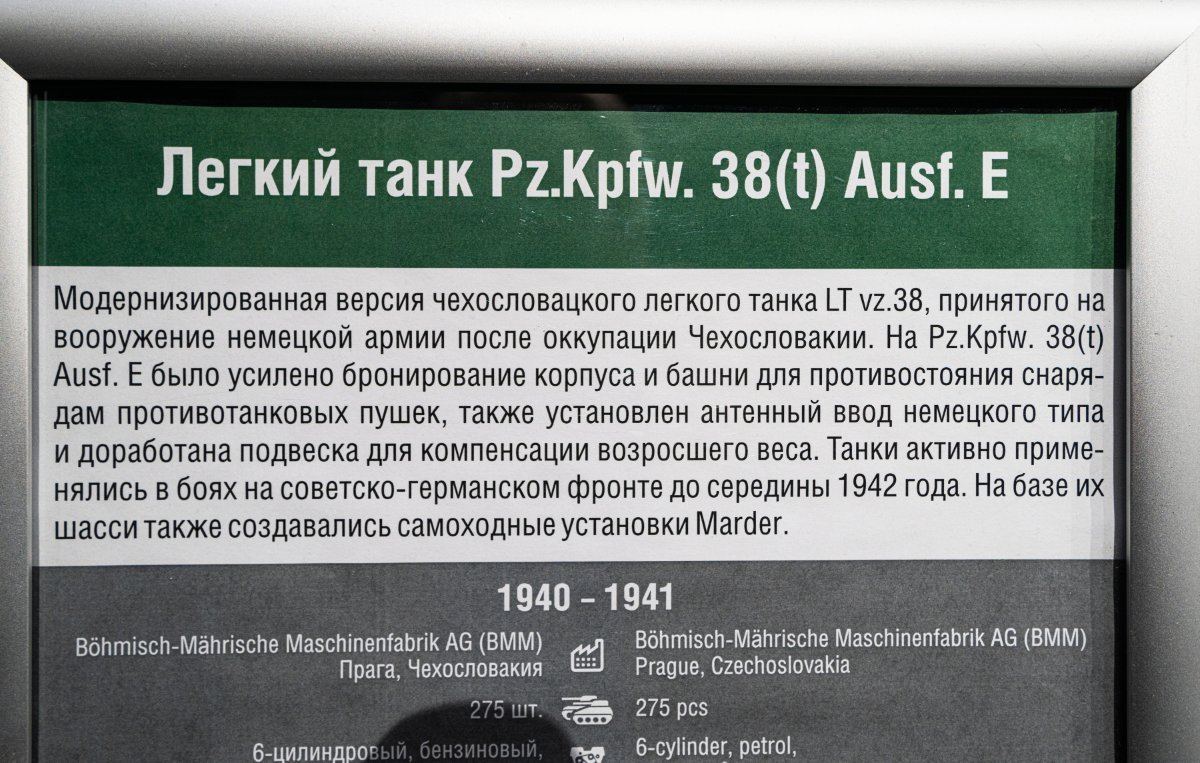 Легкий танк Pz.Kpfw. 38(t) Ausf. E
Модернизированная версия чехословацкого легкого танка LT vz.38, принятого на
вооружение немецкой армии после оккупации Чехословакии. На Pz.Kpfw. 38(t)
Ausf. E было усилено бронирование корпуса и башни для противостояния снаря-
дам противотанковых пушек, также установлен антенный ввод немецкого типа
и доработана подвеска для компенсации возросшего веса. Танки активно приме-
нялись в боях на советско-германском фронте до середины 1942 года. На базе их
шасси также создавались самоходные установки Marder.
1940 – 1941
Böhmisch-Mährische Maschinenfabrik AG (BMM)
Прага, Чехословакия
Böhmisch-Mährische Maschinenfabrik AG (BMM)
Prague, Czechoslovakia
275 шт.
275 pcs
6-цилиндровый, бензиновый,
6-cylinder, petrol,